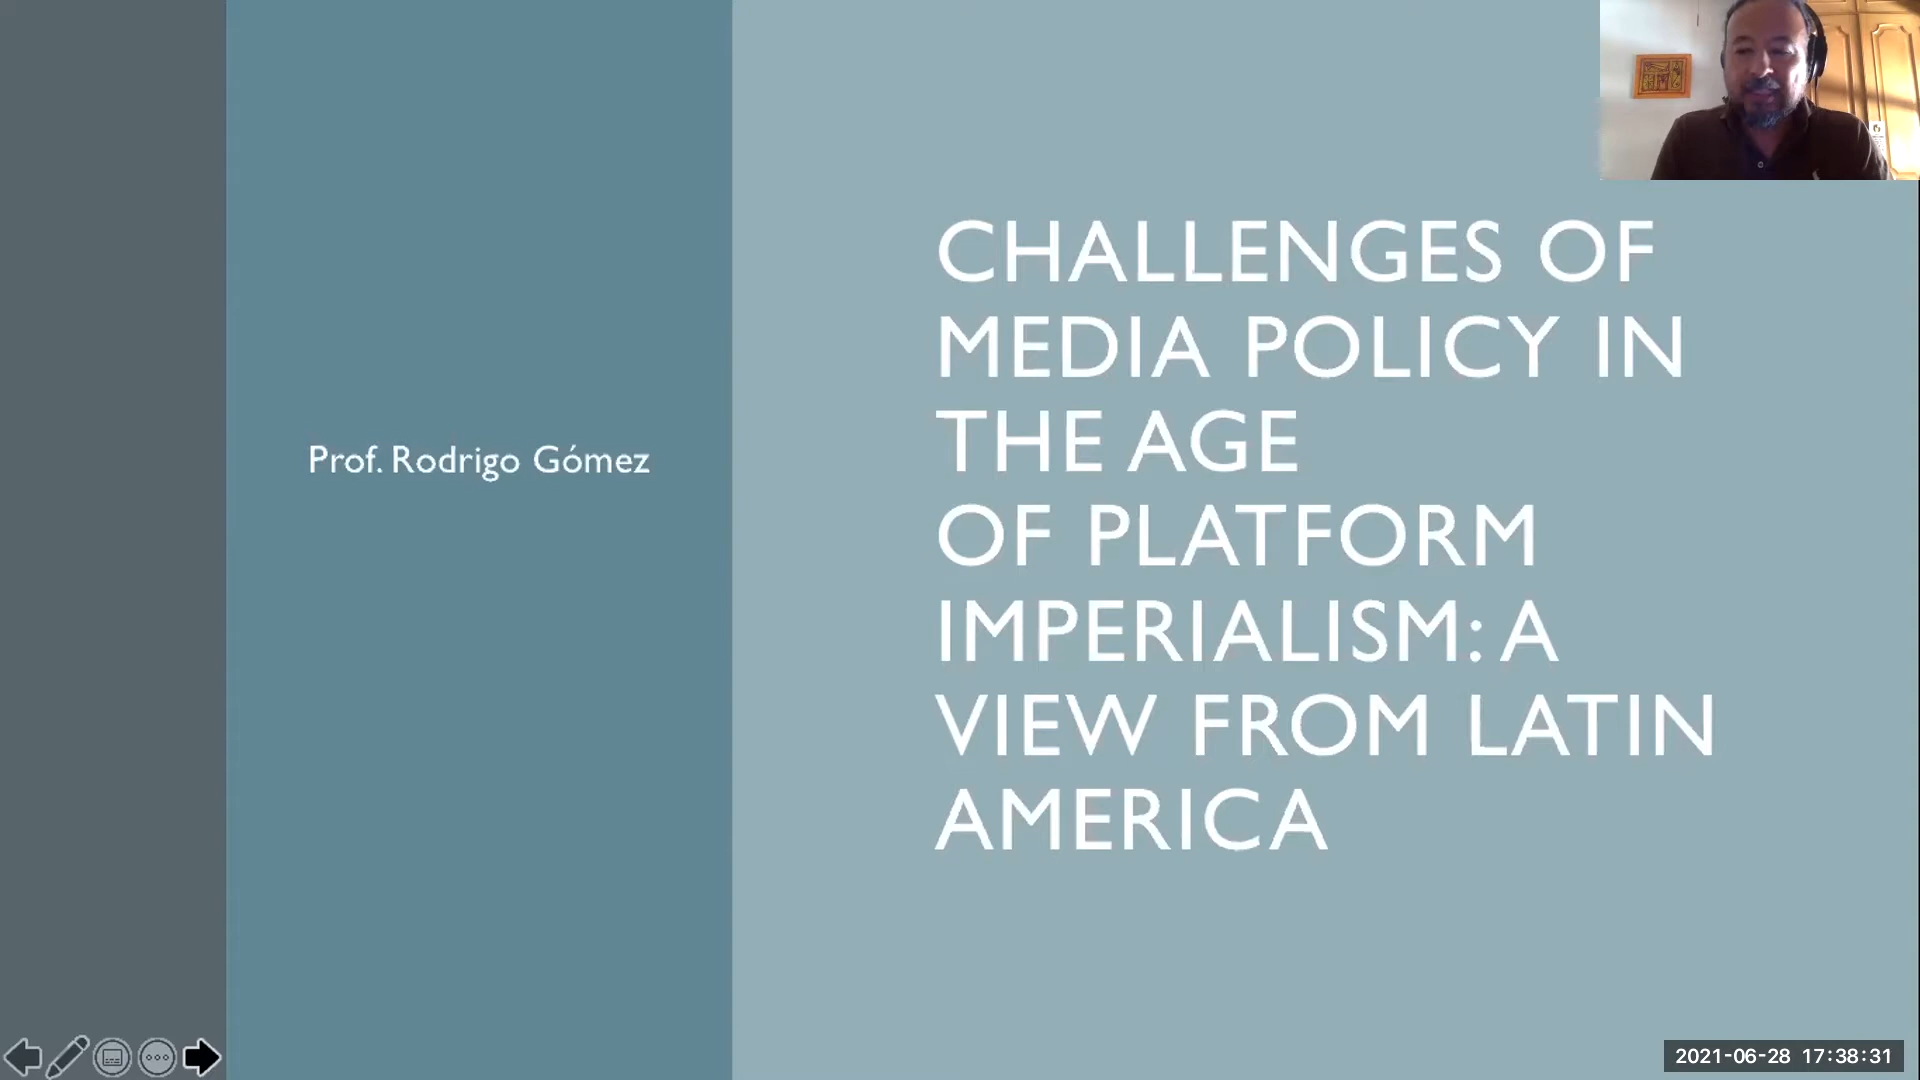 Prof. Rodrigo Gómez
CHALLENGES OF
MEDIA POLICY IN
THE AGE
OF PLATFORM
IMPERIALISM: A
VIEW FROM LATIN
AMERICA
2021-06-28 17:38:31